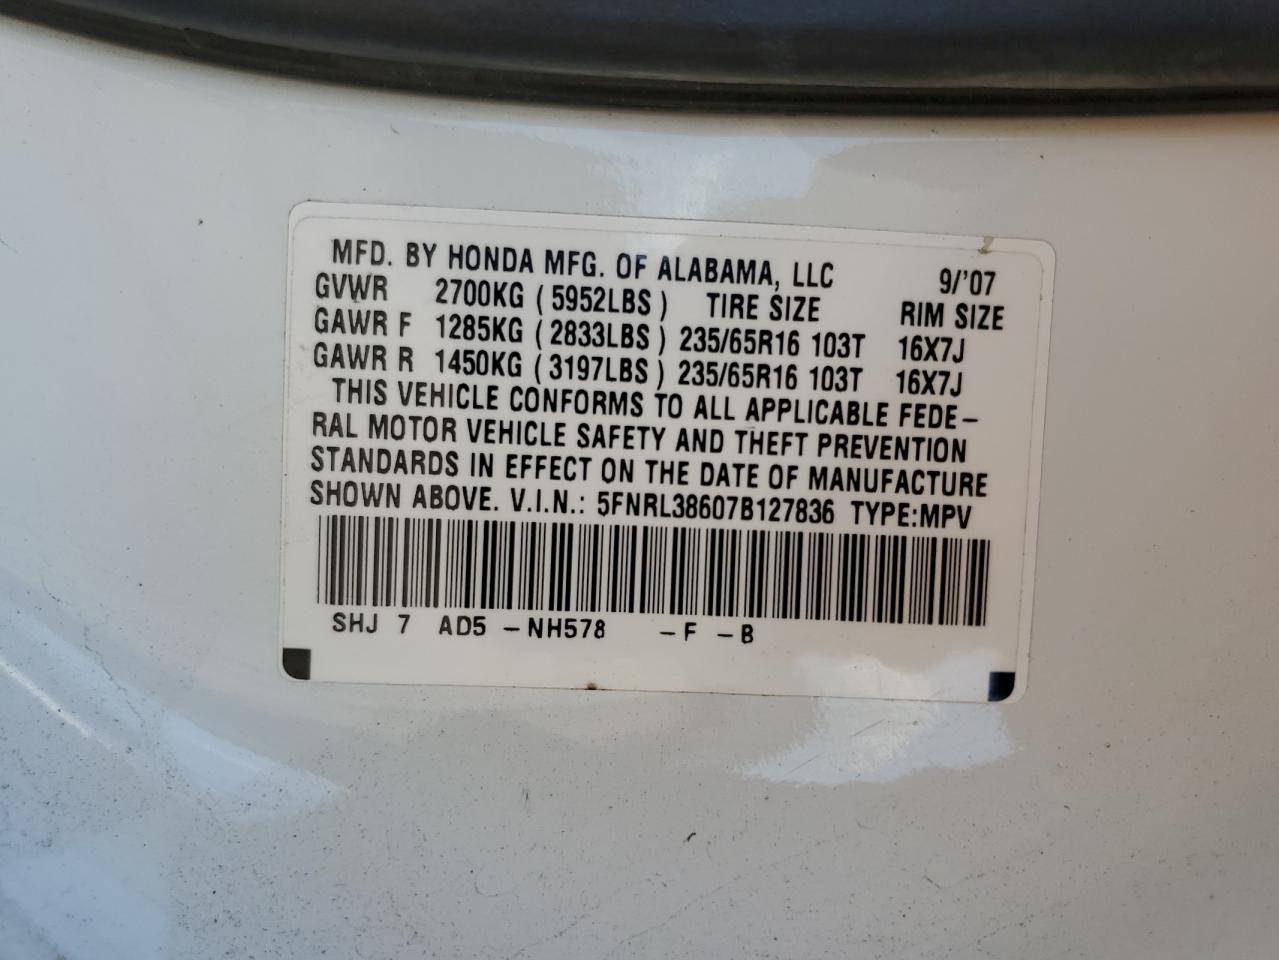 MFD. BY HONDA MFG. OF ALABAMA, LLC 9/'07
GVWR 2700KG (5952LBS) TIRE SIZE RIM SIZE
GAWR F 1285KG (2833LBS) 235/65R16 103T 16X7J
GAWR R 1450KG (3197LBS) 235/65R16 103T 16X7J
THIS VEHICLE CONFORMS TO ALL APPLICABLE FEDE-
RAL MOTOR VEHICLE SAFETY AND THEFT PREVENTION
STANDARDS IN EFFECT ON THE DATE OF MANUFACTURE
SHOWN ABOVE. V.I.N.: 5FNRL38607B127836 TYPE:MPV
SHJ 7 AD5 -NH578 -F -B